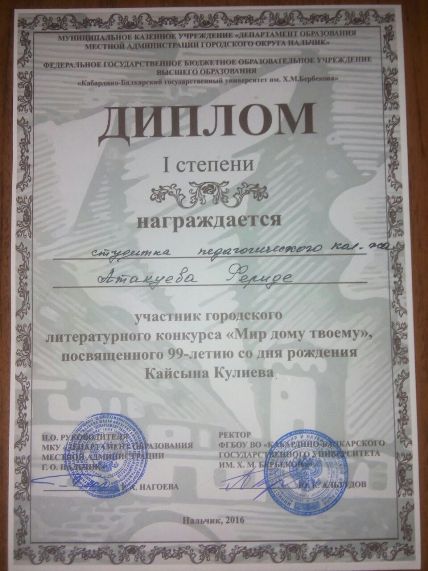 МУНИЦИПАЛЬНОЕ КАЗЕННОЕ УЧРЕЖДЕНИЕ «ДЕПАРТАМЕНТ ОБРАЗОВАНИЯ
МЕСТНОЙ АДМИНИСТРАЦИИ ГОРОДСКОГО ОКРУГА НАЛЬЧИК»
ФЕДЕРАЛЬНОЕ ГОСУДАРСТВЕННОЕ БЮДЖЕТНОЕ ОБРАЗОВАТЕЛЬНОЕ УЧРЕЖДЕНИЕ
ВЫСШЕГО ОБРАЗОВАНИЯ
«Кабардино-Балкарский государственный университет им. Х.М.Бербекова»
ДИПЛОМ
I степени
награждается
студентка педагогического кол-жа
Атакуева Фериде
участник городского
литературного конкурса «Мир дому твоему»,
посвященного 99-летию со дня рождения
Кайсына Кулиева
И.О. РУКОВОДИТЕЛЯ
МКУ «ДЕПАРТАМЕНТ ОБРАЗОВАНИЯ
МЕСТНОЙ АДМИНИСТРАЦИИ
Г. О. НАЛЬЧИК»
НАГОЕВА
РЕКТОР
ФГБОУ ВО «КАБАРДИНО-БАЛКАРСКОГО
ГОСУДАРСТВЕННОГО УНИВЕРСИТЕТА
ИМ. Х. М. БЕРБЕКОВА»
АЛЬТУДОВ
Нальчик, 2016